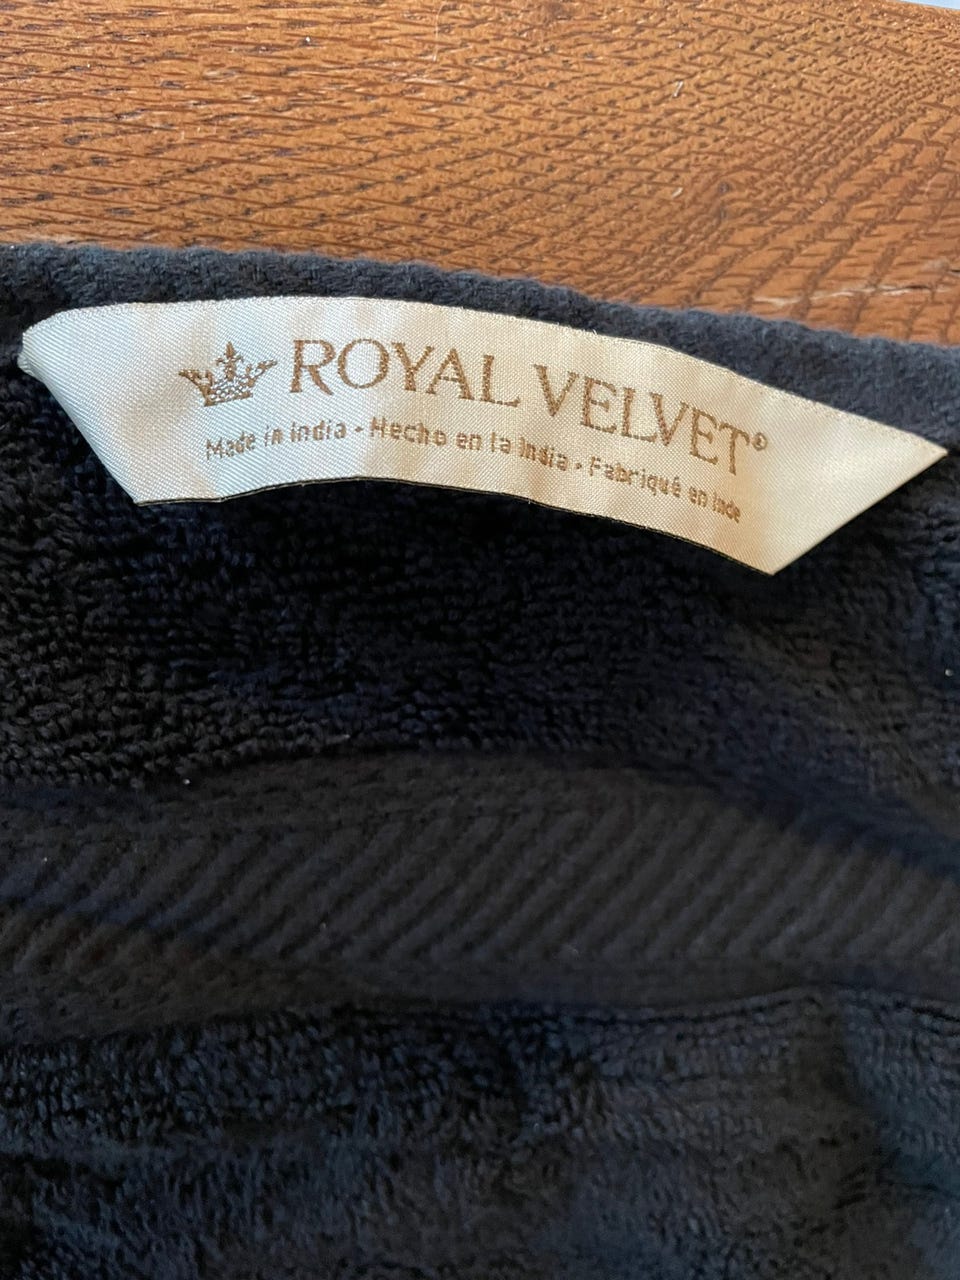 ROYAL VELVET®
Made in India • Hecho en la India • Fabriqué en Inde